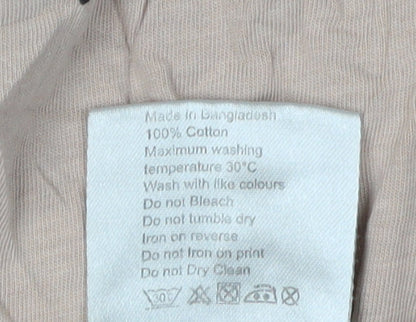 Made in Bangladesh
100% Cotton
Maximum washing
temperature 30°C
Wash with like colours
Do not Bleach
Do not tumble dry
Iron on reverse
Do not Iron on print
Do not Dry Clean
30°